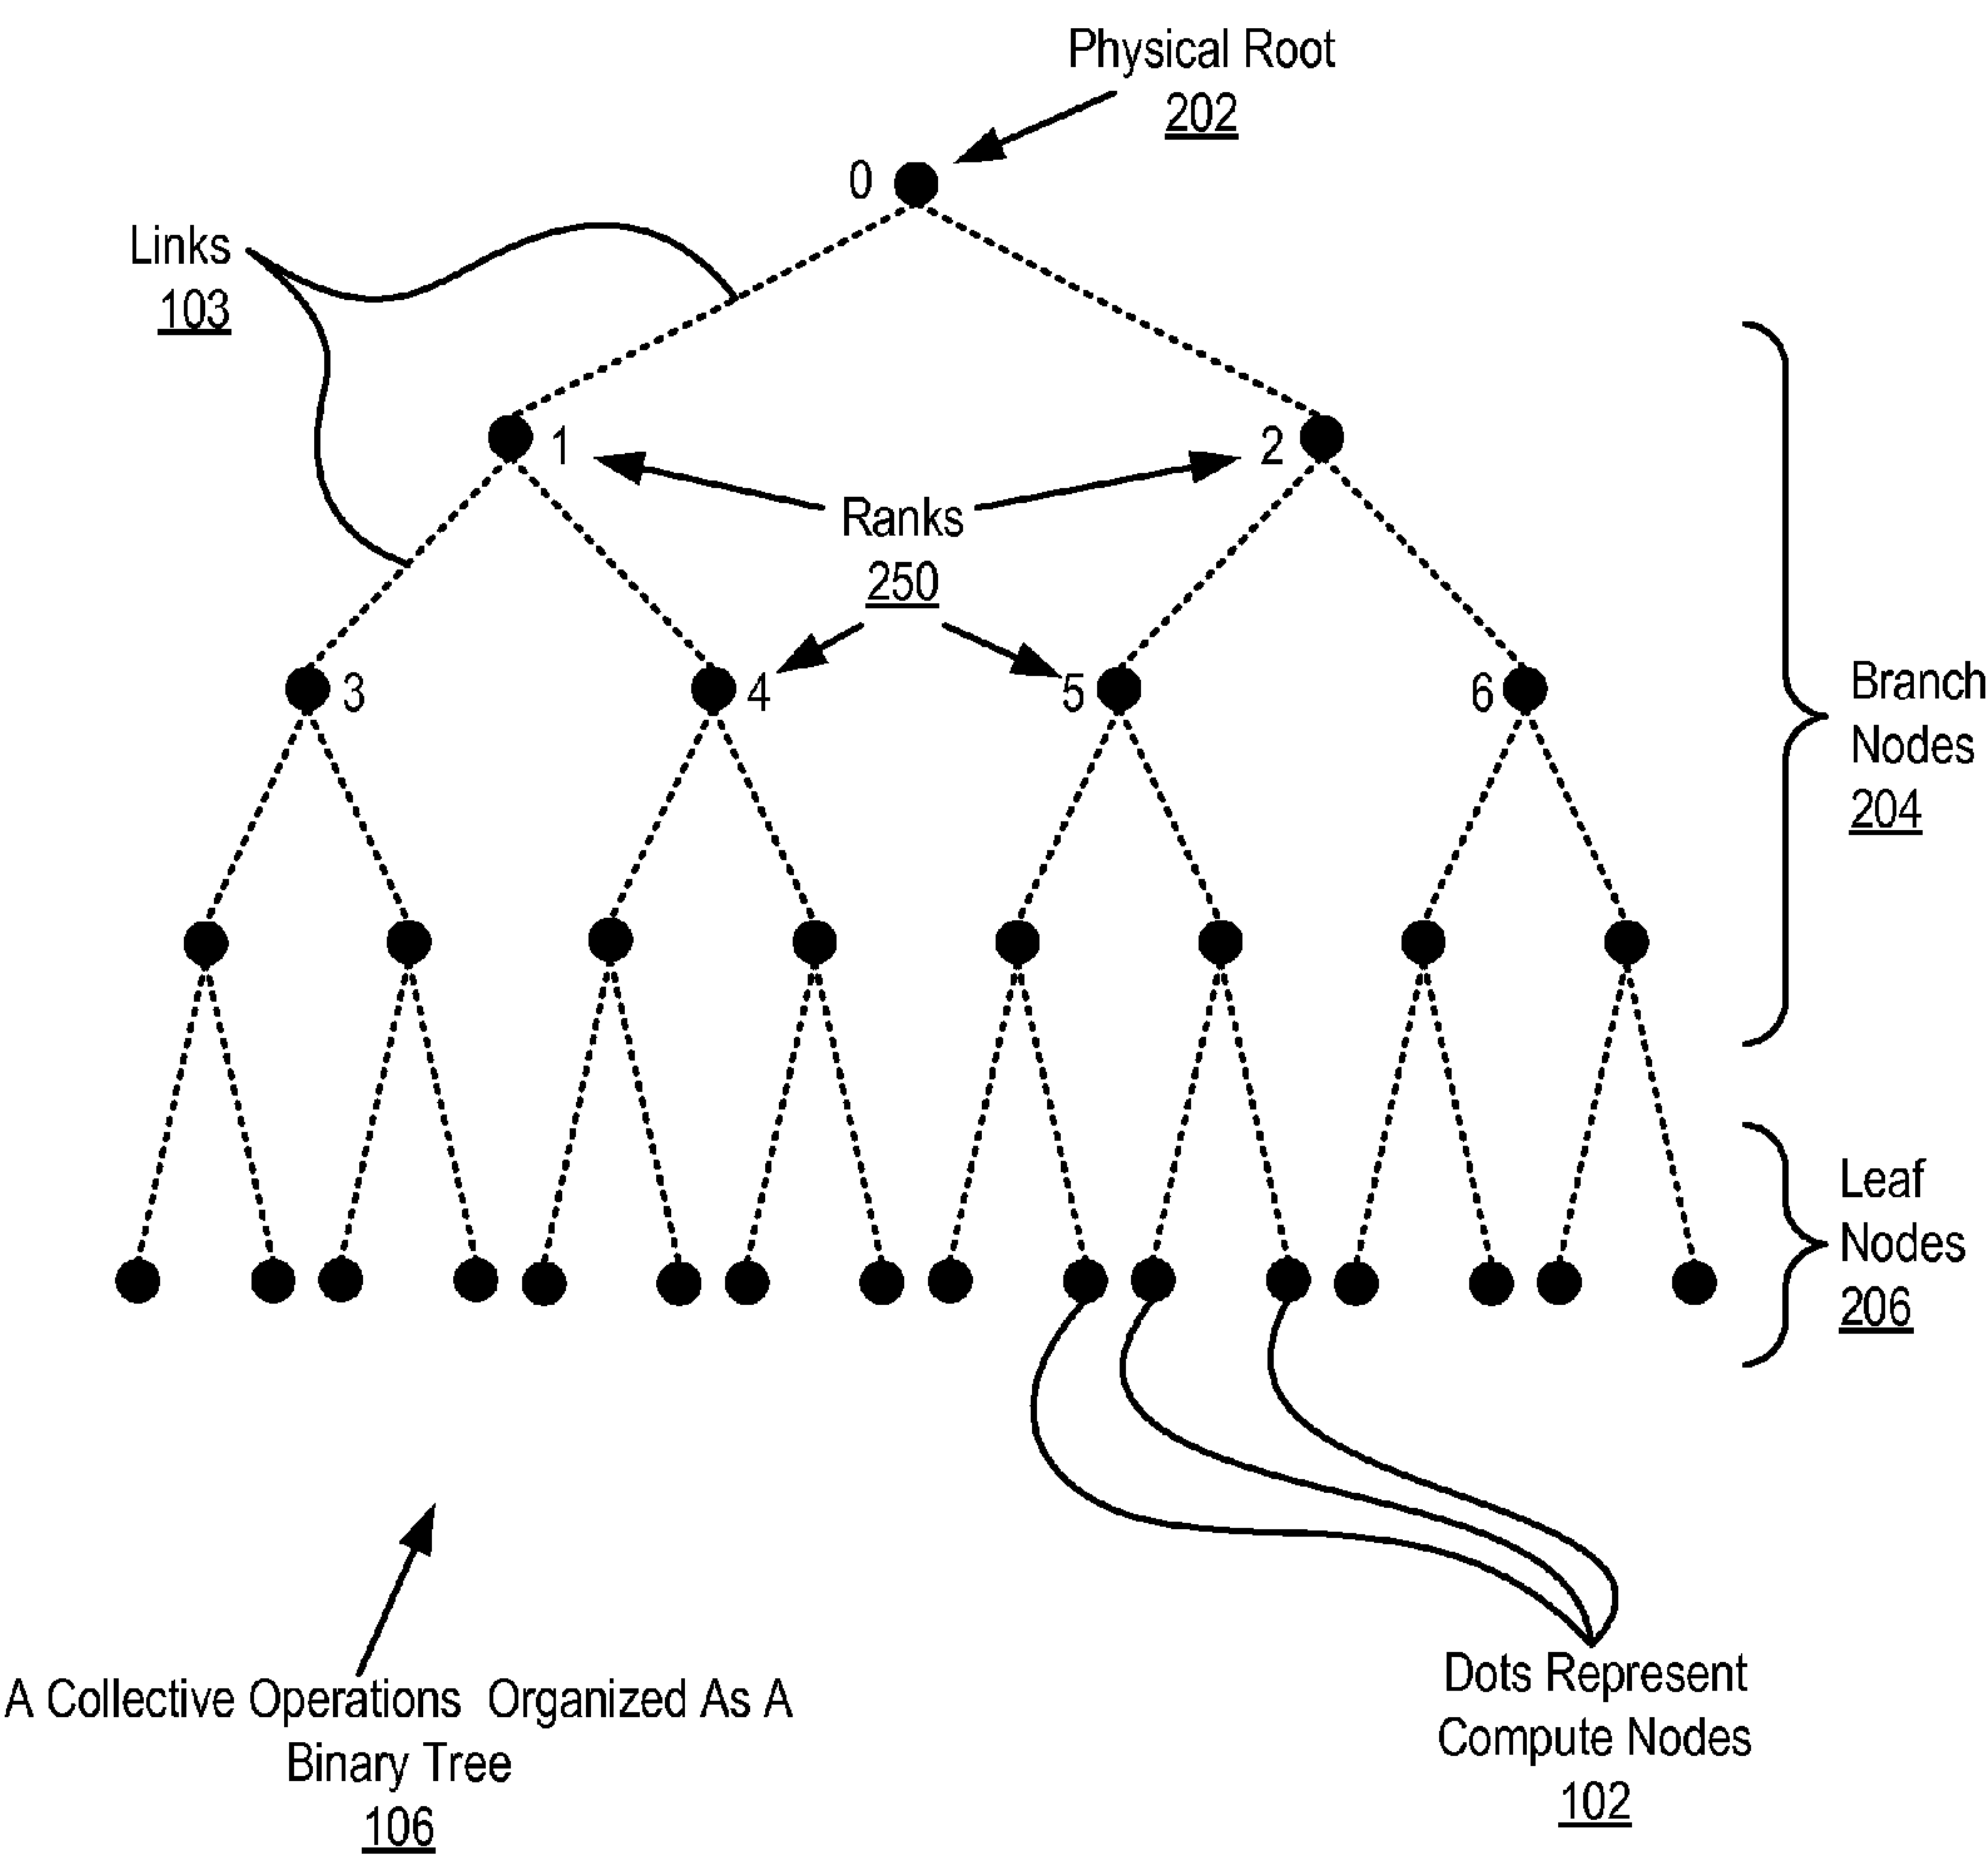 Physical Root
202
0
Links
103
1
2
Ranks
250
3
4
5
6
Branch
Nodes
204
Leaf
Nodes
206
A Collective Operations Organized As A
Binary Tree
106
Dots Represent
Compute Nodes
102